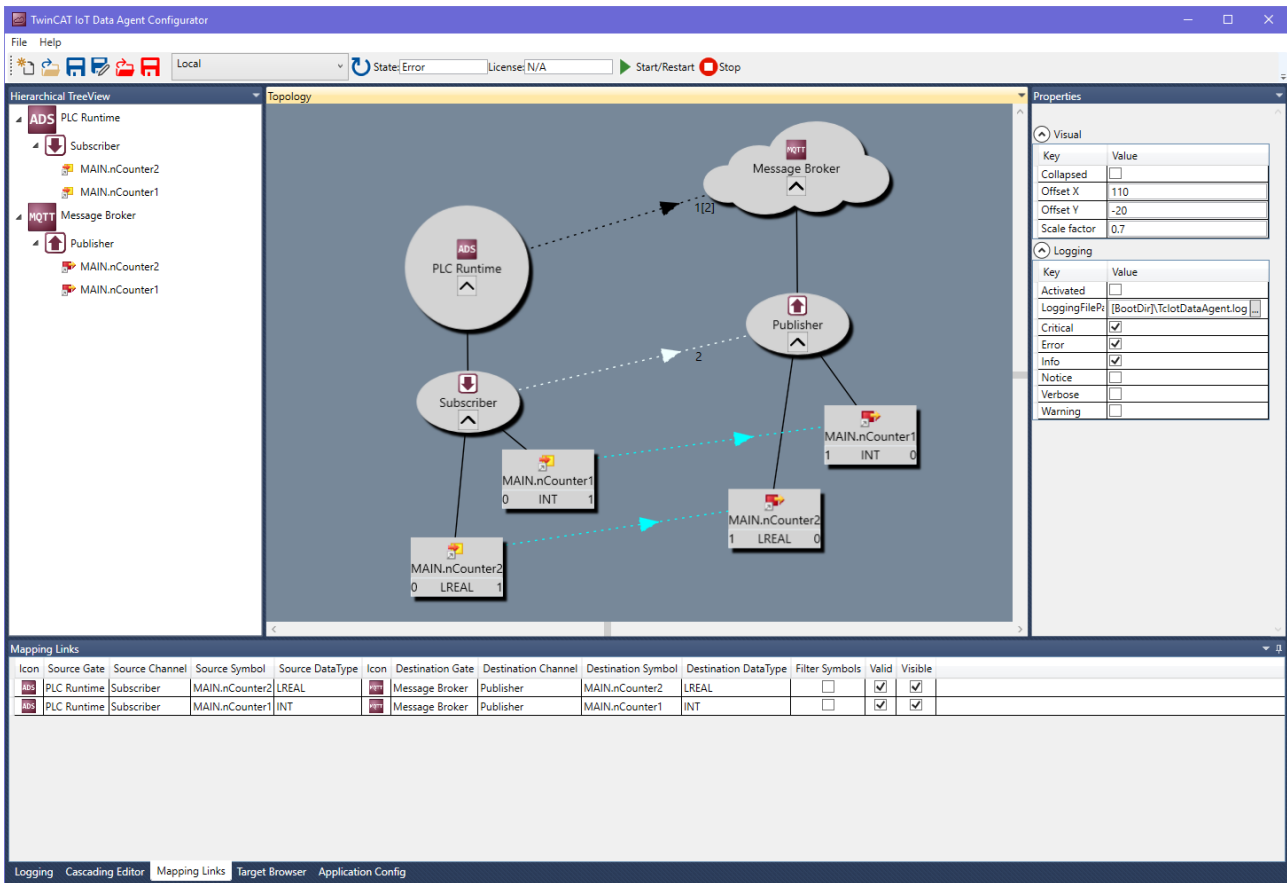 TwinCAT IoT Data Agent Configurator
File Help
Local State: Error License: N/A Start/Restart Stop
Hierarchical TreeView
ADS PLC Runtime
Subscriber
MAIN.nCounter2
MAIN.nCounter1
MQTT Message Broker
Publisher
MAIN.nCounter2
MAIN.nCounter1
Topology
MQTT
Message Broker
1[2]
ADS
PLC Runtime
Publisher
2
Subscriber
MAIN.nCounter1
1 INT 0
MAIN.nCounter1
0 INT 1
MAIN.nCounter2
1 LREAL 0
MAIN.nCounter2
0 LREAL 1
Properties
Visual
Key Value
Collapsed
Offset X 110
Offset Y -20
Scale factor 0.7
Logging
Key Value
Activated
LoggingFilePa [BootDir]\TcIotDataAgent.log ...
Critical
Error
Info
Notice
Verbose
Warning
Mapping Links
Icon Source Gate Source Channel Source Symbol Source DataType Icon Destination Gate Destination Channel Destination Symbol Destination DataType Filter Symbols Valid Visible
ADS PLC Runtime Subscriber MAIN.nCounter2 LREAL MQTT Message Broker Publisher MAIN.nCounter2 LREAL
ADS PLC Runtime Subscriber MAIN.nCounter1 INT MQTT Message Broker Publisher MAIN.nCounter1 INT
Logging Cascading Editor Mapping Links Target Browser Application Config